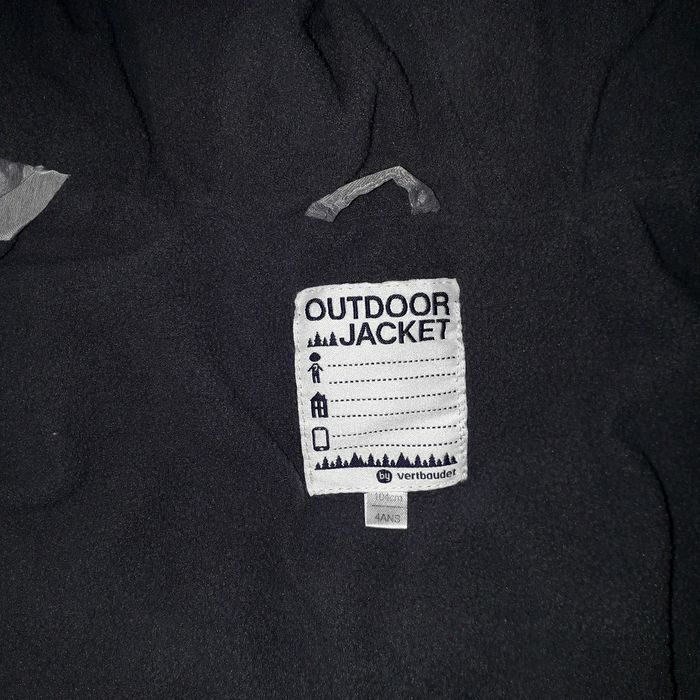 OUTDOOR
JACKET
by vertbaudet
104cm
4ANS